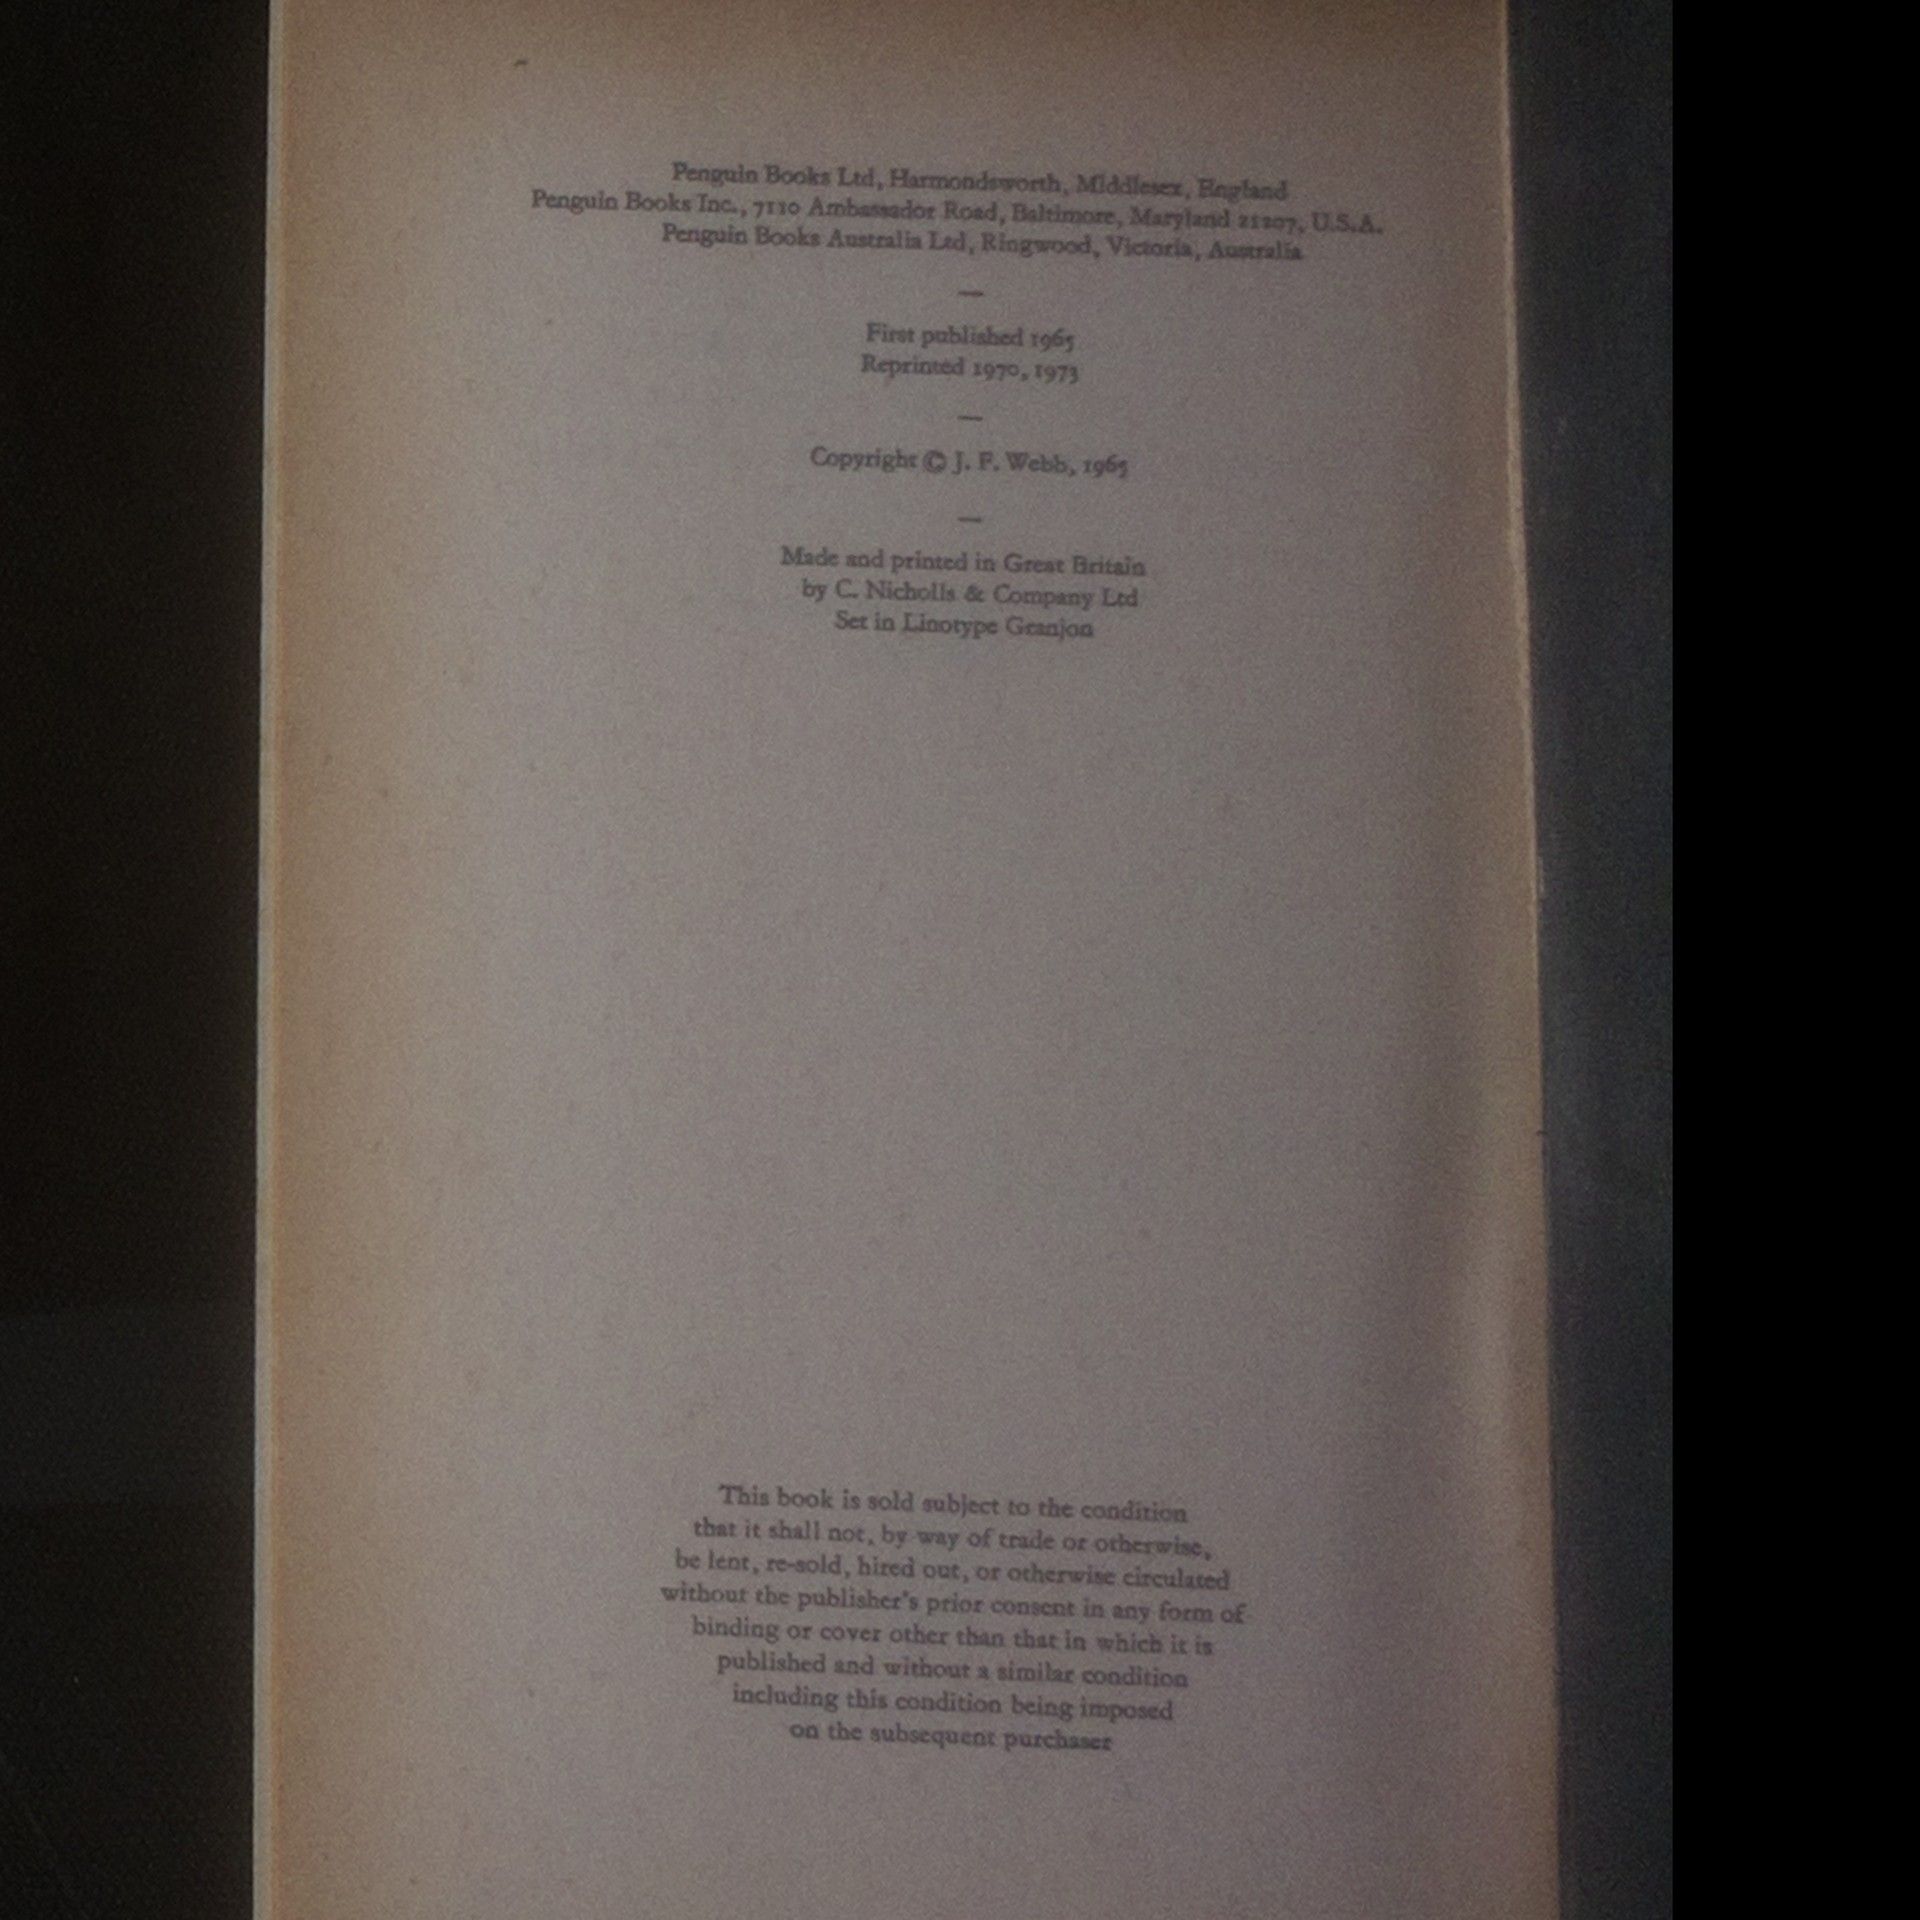 Penguin Books Ltd, Harmondsworth, Middlesex, England
Penguin Books Inc., 7110 Ambassador Road, Baltimore, Maryland 21207, U.S.A.
Penguin Books Australia Ltd, Ringwood, Victoria, Australia
—
First published 1965
Reprinted 1970, 1973
—
Copyright © J. F. Webb, 1965
—
Made and printed in Great Britain
by C. Nicholls & Company Ltd
Set in Linotype Granjon
This book is sold subject to the condition
that it shall not, by way of trade or otherwise,
be lent, re-sold, hired out, or otherwise circulated
without the publisher's prior consent in any form of
binding or cover other than that in which it is
published and without a similar condition
including this condition being imposed
on the subsequent purchaser